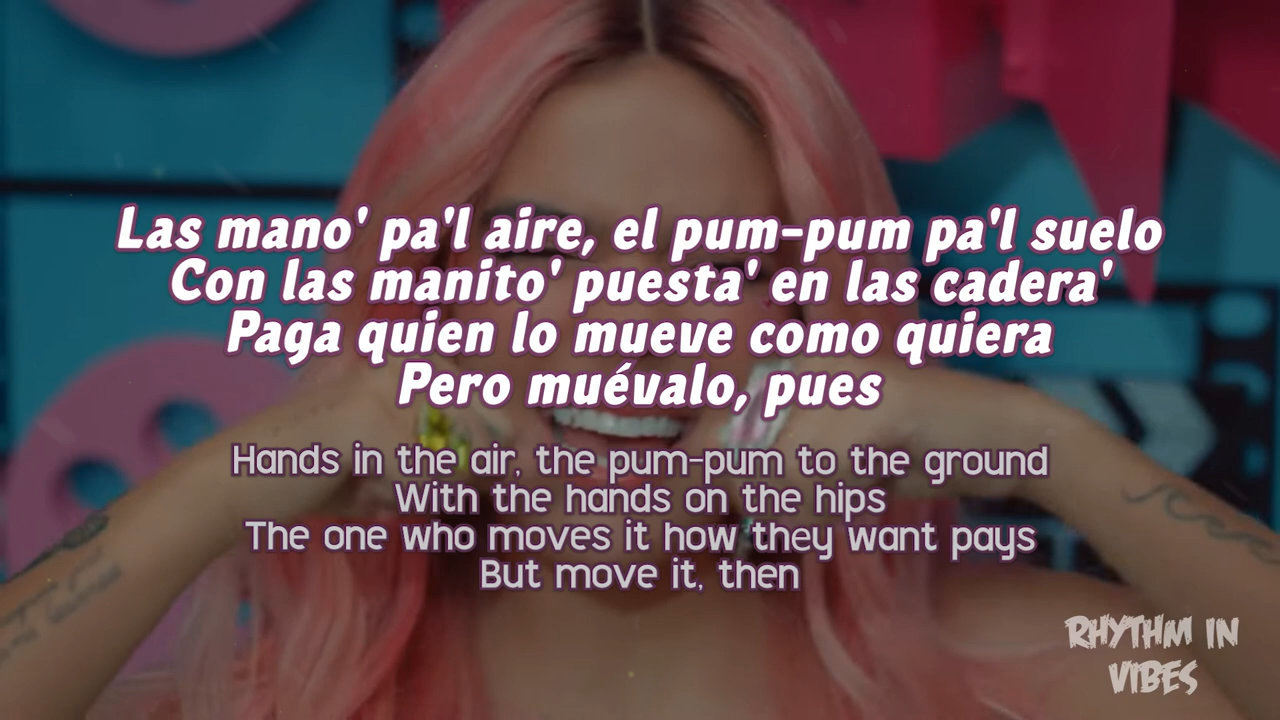 Las mano' pa'l aire, el pum-pum pa'l suelo
Con las manito' puesta' en las cadera'
Paga quien lo mueve como quiera
Pero muévalo, pues
Hands in the air, the pum-pum to the ground
With the hands on the hips
The one who moves it how they want pays
But move it, then
RHYTHM IN
VIBES